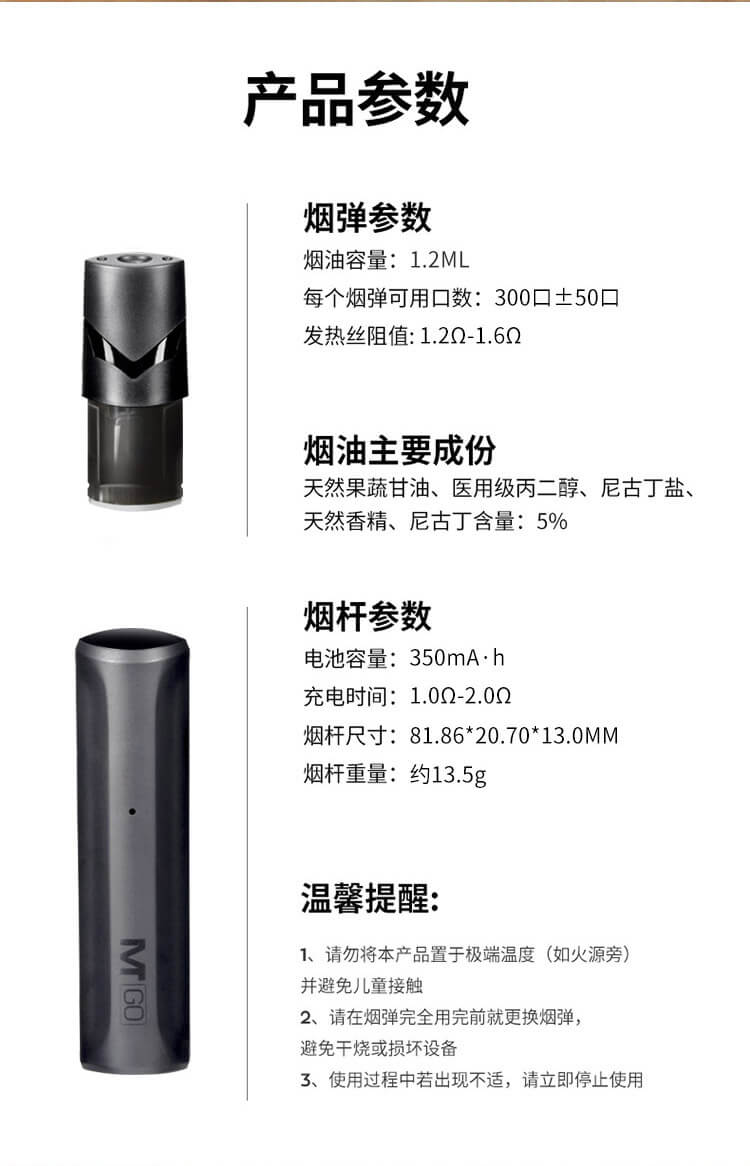 产品参数
烟弹参数
烟油容量：1.2ML
每个烟弹可用口数：300口±50口
发热丝阻值: 1.2Ω-1.6Ω
烟油主要成份
天然果蔬甘油、医用级丙二醇、尼古丁盐、
天然香精、尼古丁含量：5%
烟杆参数
电池容量：350mA·h
充电时间：1.0Ω-2.0Ω
烟杆尺寸：81.86*20.70*13.0MM
烟杆重量：约13.5g
MT GO
温馨提醒:
1、请勿将本产品置于极端温度（如火源旁）
并避免儿童接触
2、请在烟弹完全用完前就更换烟弹，
避免干烧或损坏设备
3、使用过程中若出现不适，请立即停止使用